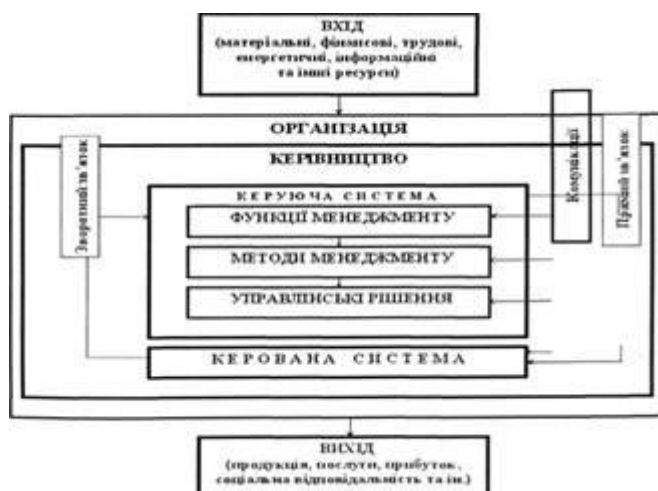 ВХІД
(матеріальні, фінансові, трудові,
енергетичні, інформаційні
та інші ресурси)
ОРГАНІЗАЦІЯ
КЕРІВНИЦТВО
Зворотний зв'язок
Комунікації
Прямий зв'язок
КЕРУЮЧА СИСТЕМА
ФУНКЦІЇ МЕНЕДЖМЕНТУ
МЕТОДИ МЕНЕДЖМЕНТУ
УПРАВЛІНСЬКІ РІШЕННЯ
КЕРОВАНА СИСТЕМА
ВИХІД
(продукція, послуги, прибуток,
соціальна відповідальність та ін.)